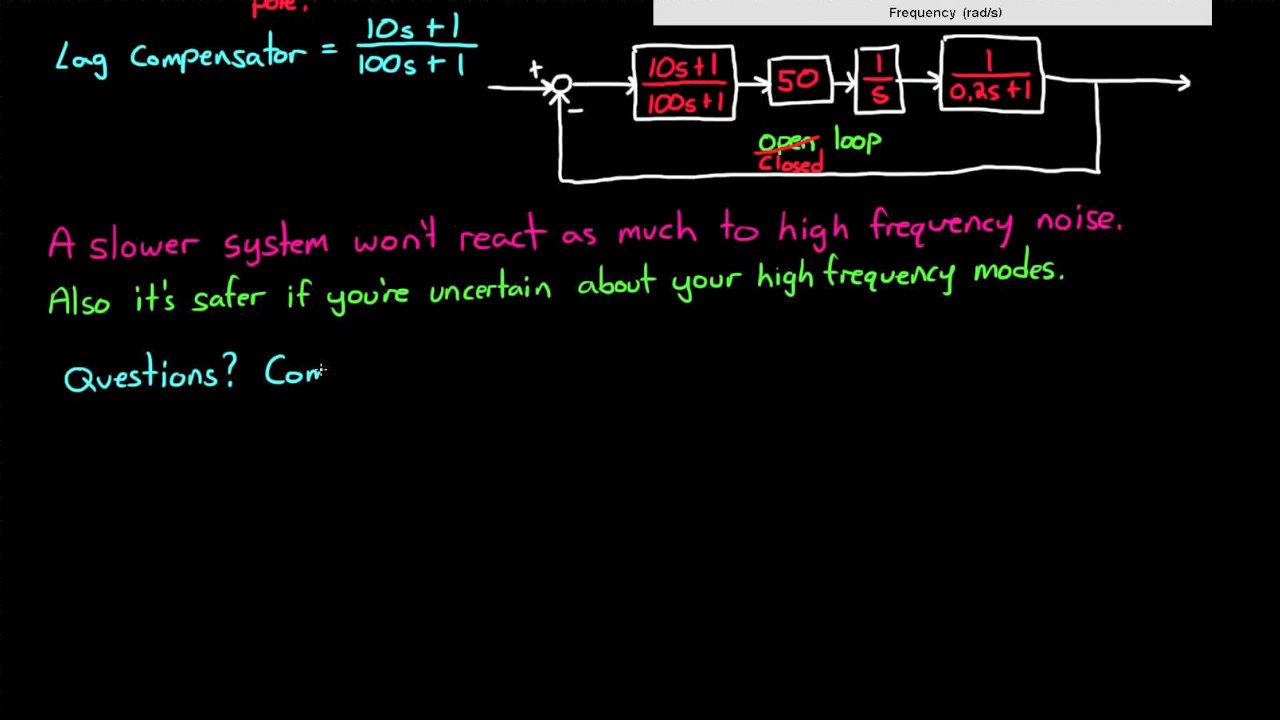 pole.
Frequency (rad/s)
Lag Compensator = 10s+1
100s+1
+
10s+1
100s+1
50
1
s
1
0.2s+1
-
Open loop
Closed
A slower system won't react as much to high frequency noise.
Also it's safer if you're uncertain about your high frequency modes.
Questions? Com